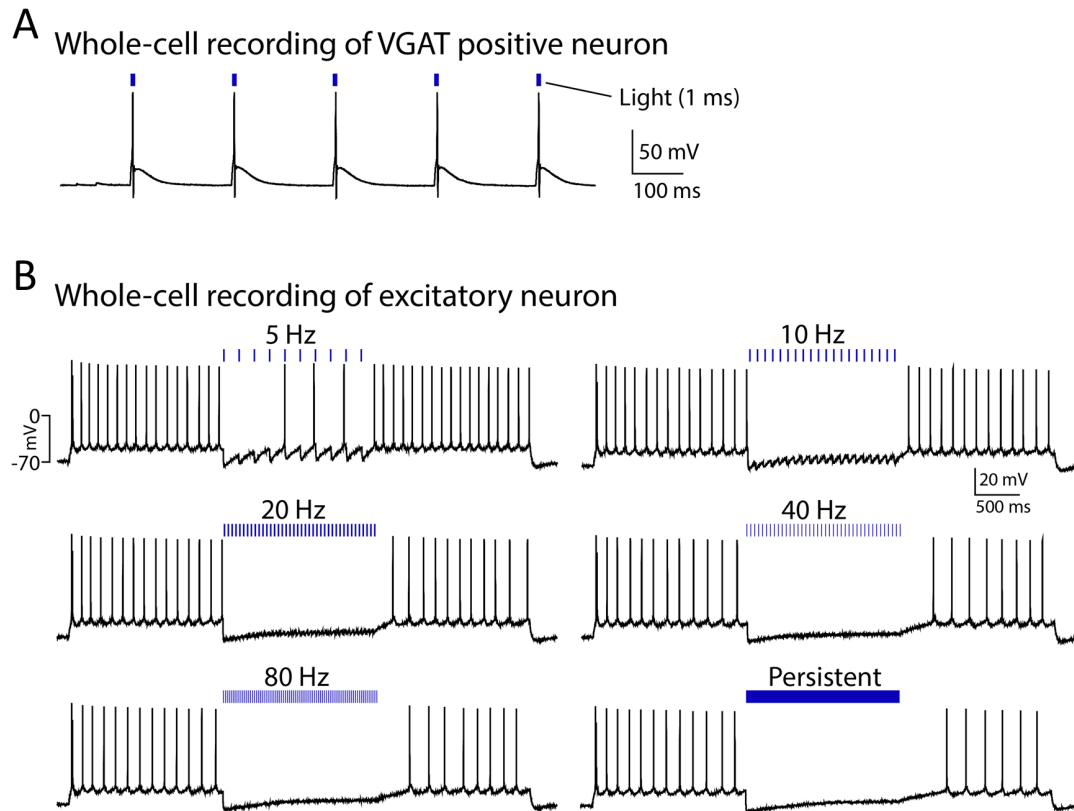 A
Whole-cell recording of VGAT positive neuron
Light (1 ms)
50 mV
100 ms
B
Whole-cell recording of excitatory neuron
5 Hz
10 Hz
0
mV
-70
20 mV
500 ms
20 Hz
40 Hz
80 Hz
Persistent